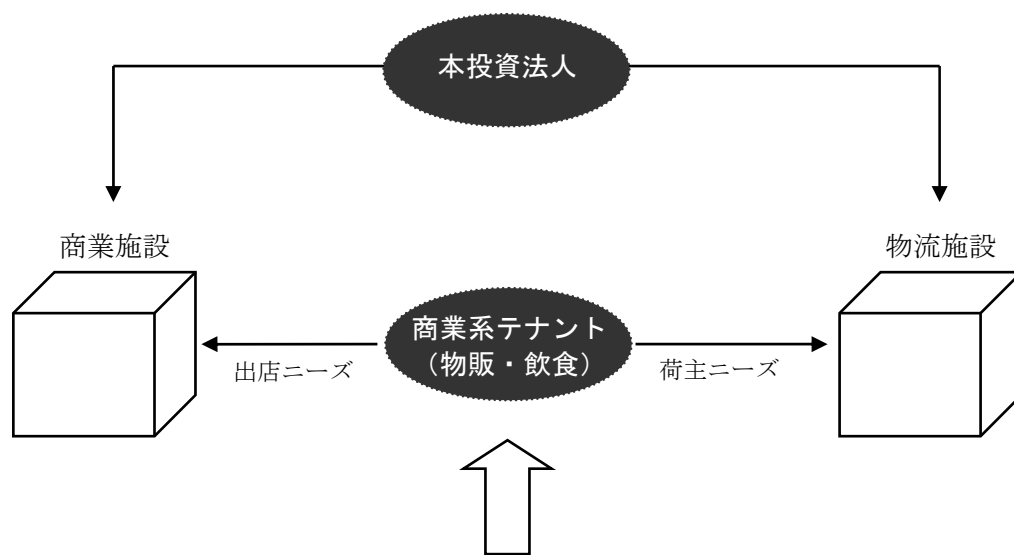 本投資法人
商業施設
物流施設
商業系テナント
（物販・飲食）
出店ニーズ
荷主ニーズ